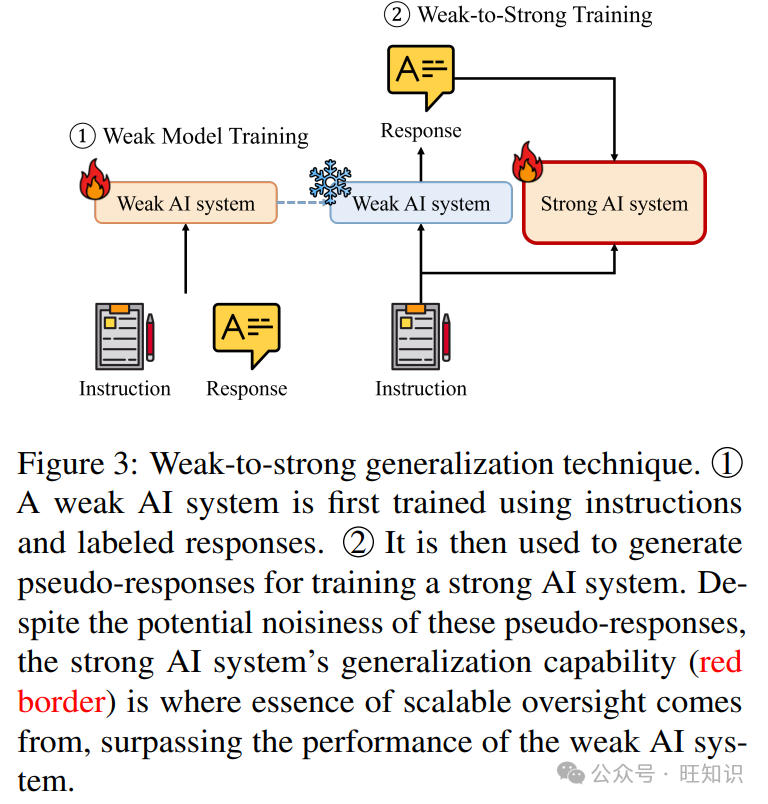 ② Weak-to-Strong Training
A
Response
① Weak Model Training
Weak AI system
Weak AI system
Strong AI system
A
Instruction
Response
Instruction
Figure 3: Weak-to-strong generalization technique. ①
A weak AI system is first trained using instructions
and labeled responses. ② It is then used to generate
pseudo-responses for training a strong AI system. De-
spite the potential noisiness of these pseudo-responses,
the strong AI system’s generalization capability (red
border) is where essence of scalable oversight comes
from, surpassing the performance of the weak AI sys-
tem.
公众号 · 旺知识